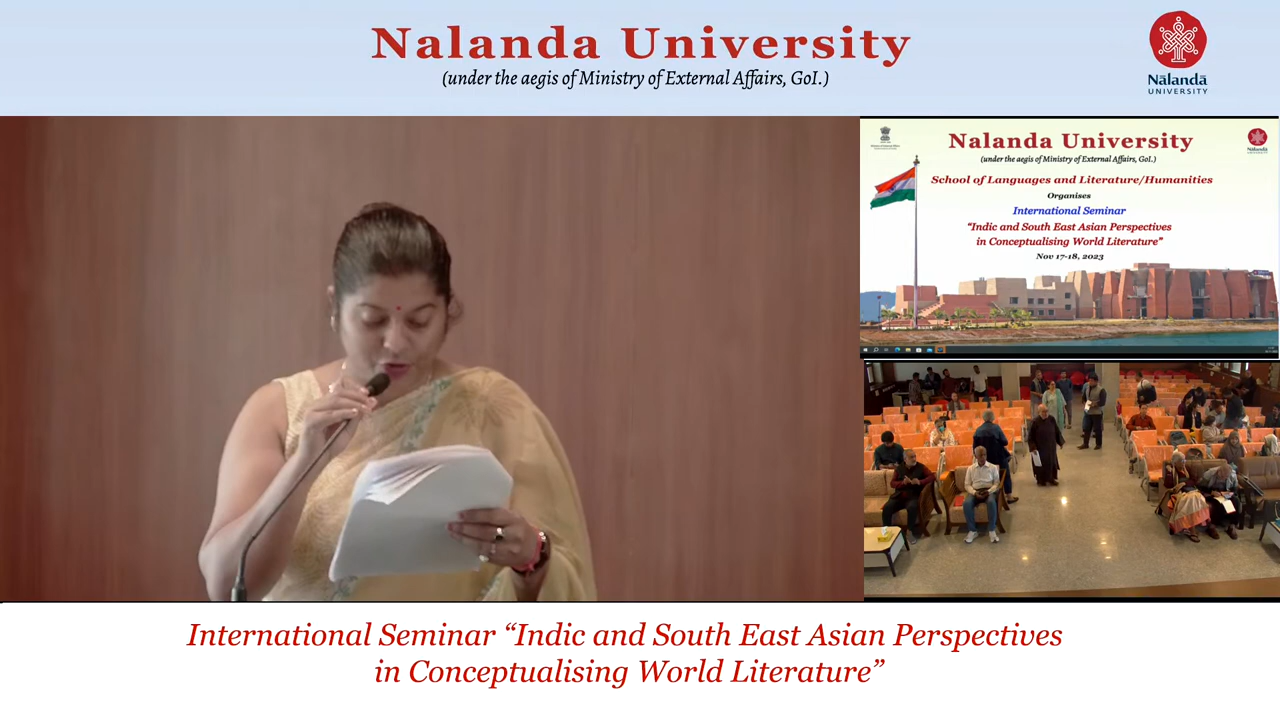 Nalanda University
(under the aegis of Ministry of External Affairs, GoI.)
Nālandā
UNIVERSITY
Nalanda University
(under the aegis of Ministry of External Affairs, GoI.)
School of Languages and Literature/Humanities
Organises
International Seminar
“Indic and South East Asian Perspectives
in Conceptualising World Literature”
Nov 17-18, 2023
Nālandā
International Seminar “Indic and South East Asian Perspectives
in Conceptualising World Literature”